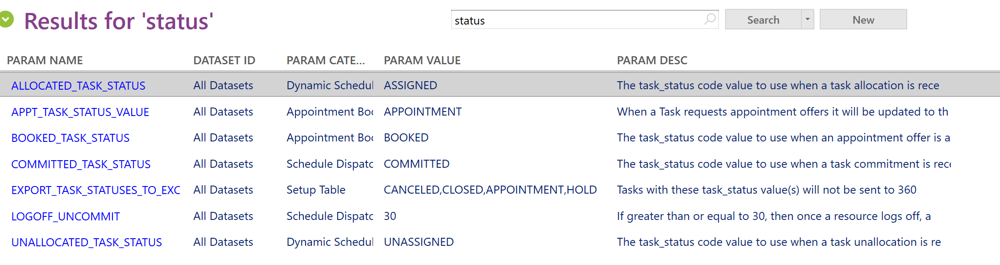 Results for 'status'
status Search New
PARAM NAME DATASET ID PARAM CATE... PARAM VALUE PARAM DESC
ALLOCATED_TASK_STATUS All Datasets Dynamic Schedul ASSIGNED The task_status code value to use when a task allocation is rece
APPT_TASK_STATUS_VALUE All Datasets Appointment Boo APPOINTMENT When a Task requests appointment offers it will be updated to th
BOOKED_TASK_STATUS All Datasets Appointment Boo BOOKED The task_status code value to use when an appointment offer is a
COMMITTED_TASK_STATUS All Datasets Schedule Dispatc COMMITTED The task_status code value to use when a task commitment is rece
EXPORT_TASK_STATUSES_TO_EXC All Datasets Setup Table CANCELED,CLOSED,APPOINTMENT,HOLD Tasks with these task_status value(s) will not be sent to 360
LOGOFF_UNCOMMIT All Datasets Schedule Dispatc 30 If greater than or equal to 30, then once a resource logs off, a
UNALLOCATED_TASK_STATUS All Datasets Dynamic Schedul UNASSIGNED The task_status code value to use when a task unallocation is re